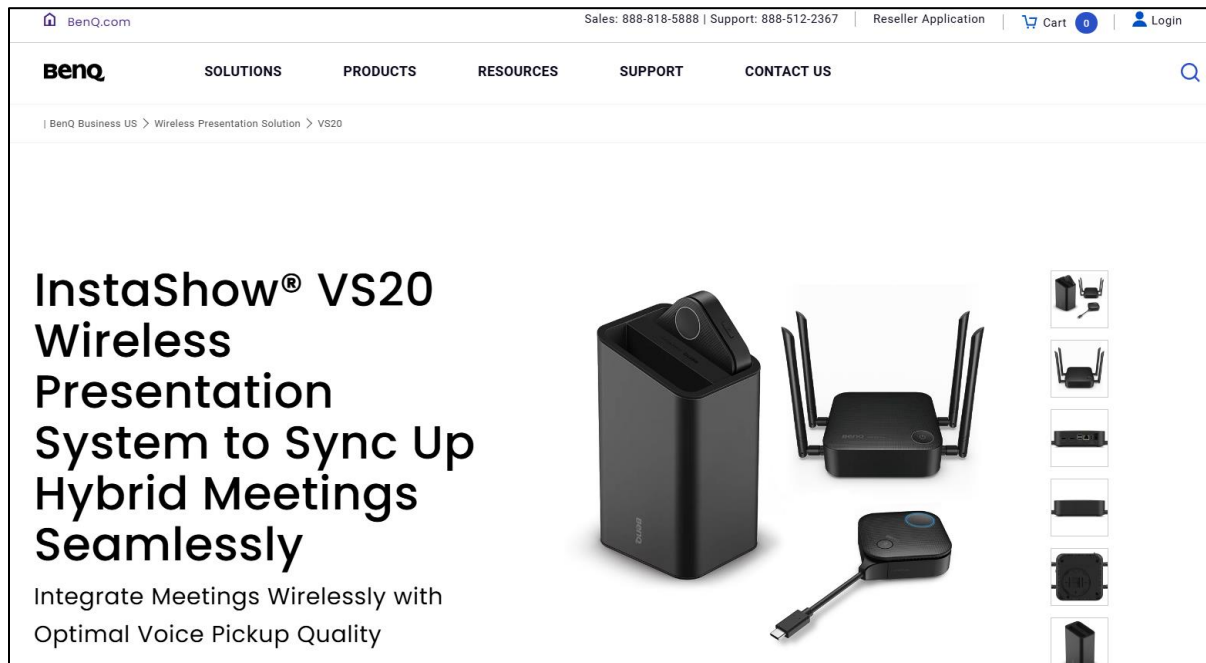 BenQ.com
Sales: 888-818-5888 | Support: 888-512-2367
Reseller Application
Cart 0
Login
BenQ
SOLUTIONS
PRODUCTS
RESOURCES
SUPPORT
CONTACT US
| BenQ Business US > Wireless Presentation Solution > VS20
InstaShow® VS20
Wireless
Presentation
System to Sync Up
Hybrid Meetings
Seamlessly
Integrate Meetings Wirelessly with
Optimal Voice Pickup Quality
BenQ
BenQ